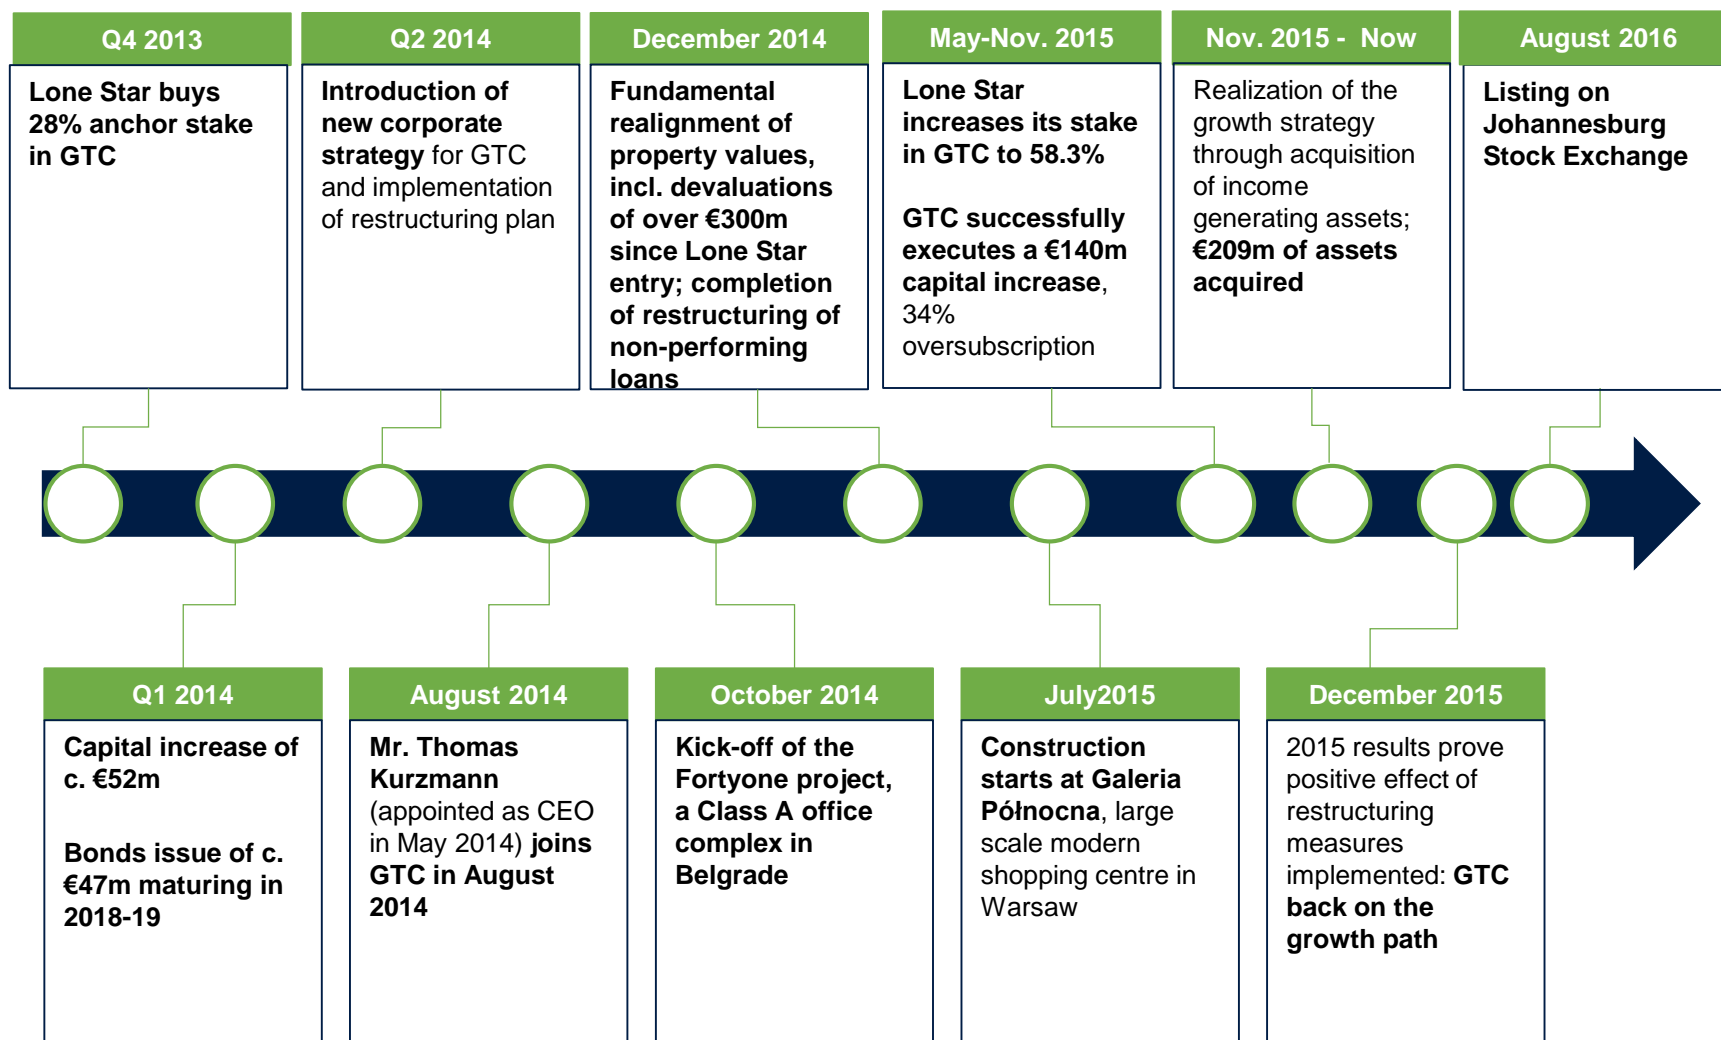 Q4 2013
Lone Star buys
28% anchor stake
in GTC
Q2 2014
Introduction of
new corporate
strategy for GTC
and implementation
of restructuring plan
December 2014
Fundamental
realignment of
property values,
incl. devaluations
of over €300m
since Lone Star
entry; completion
of restructuring of
non-performing
loans
May-Nov. 2015
Lone Star
increases its stake
in GTC to 58.3%
GTC successfully
executes a €140m
capital increase,
34%
oversubscription
Nov. 2015 - Now
Realization of the
growth strategy
through acquisition
of income
generating assets;
€209m of assets
acquired
August 2016
Listing on
Johannesburg
Stock Exchange
Q1 2014
Capital increase of
c. €52m
Bonds issue of c.
€47m maturing in
2018-19
August 2014
Mr. Thomas
Kurzmann
(appointed as CEO
in May 2014) joins
GTC in August
2014
October 2014
Kick-off of the
Fortyone project,
a Class A office
complex in
Belgrade
July2015
Construction
starts at Galeria
Północna, large
scale modern
shopping centre in
Warsaw
December 2015
2015 results prove
positive effect of
restructuring
measures
implemented: GTC
back on the
growth path